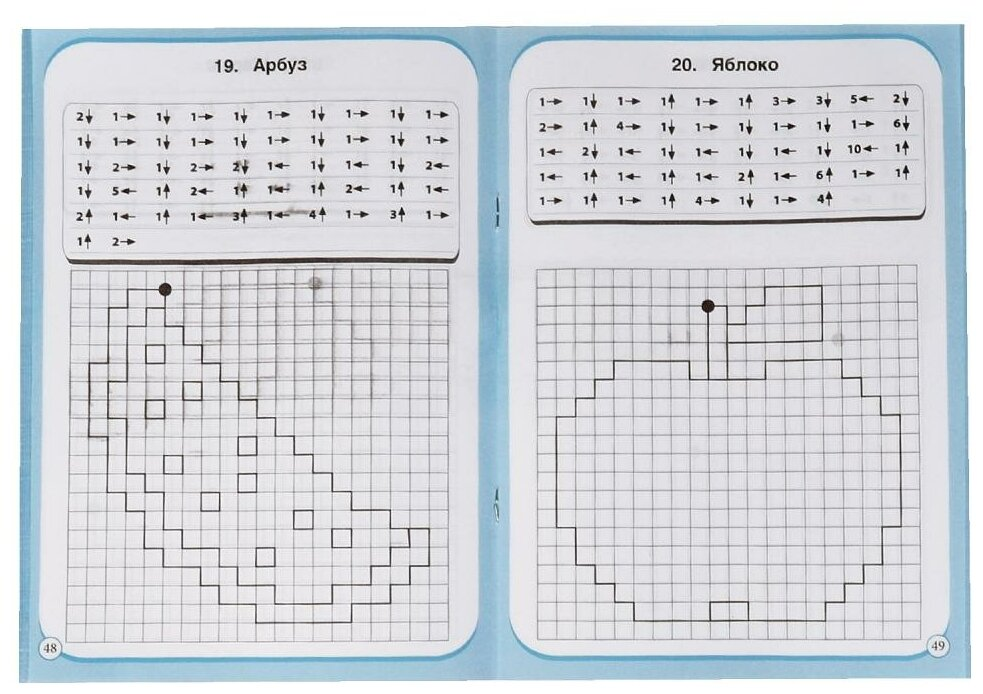 19. Арбуз
2↓ 1→ 1↓ 1→ 1↓ 1→ 1↓ 1→ 1↓ 1→
1↓ 1→ 1↓ 1→ 1↓ 1→ 1↓ 1→ 1↓ 1→
1↓ 2→ 1↓ 2→ 2↓ 1← 1↓ 1← 1↓ 2←
1↓ 5← 1↑ 2← 1↑ 1← 1↑ 2← 1↑ 1←
2↑ 1← 1↑ 1← 3↑ 1← 4↑ 1→ 3↑ 1→
1↑ 2→
48
20. Яблоко
1→ 1↓ 1→ 1↑ 1→ 1↑ 3→ 3↓ 5← 2↓
2→ 1↑ 4→ 1↓ 1→ 1↓ 1→ 1↓ 1→ 6↓
1← 2↓ 1← 1↓ 1← 1↓ 1← 1↓ 10← 1↑
1← 1↑ 1← 1↑ 1← 2↑ 1← 6↑ 1→ 1↑
1→ 1↑ 1→ 1↑ 4→ 1↓ 1→ 4↑
49